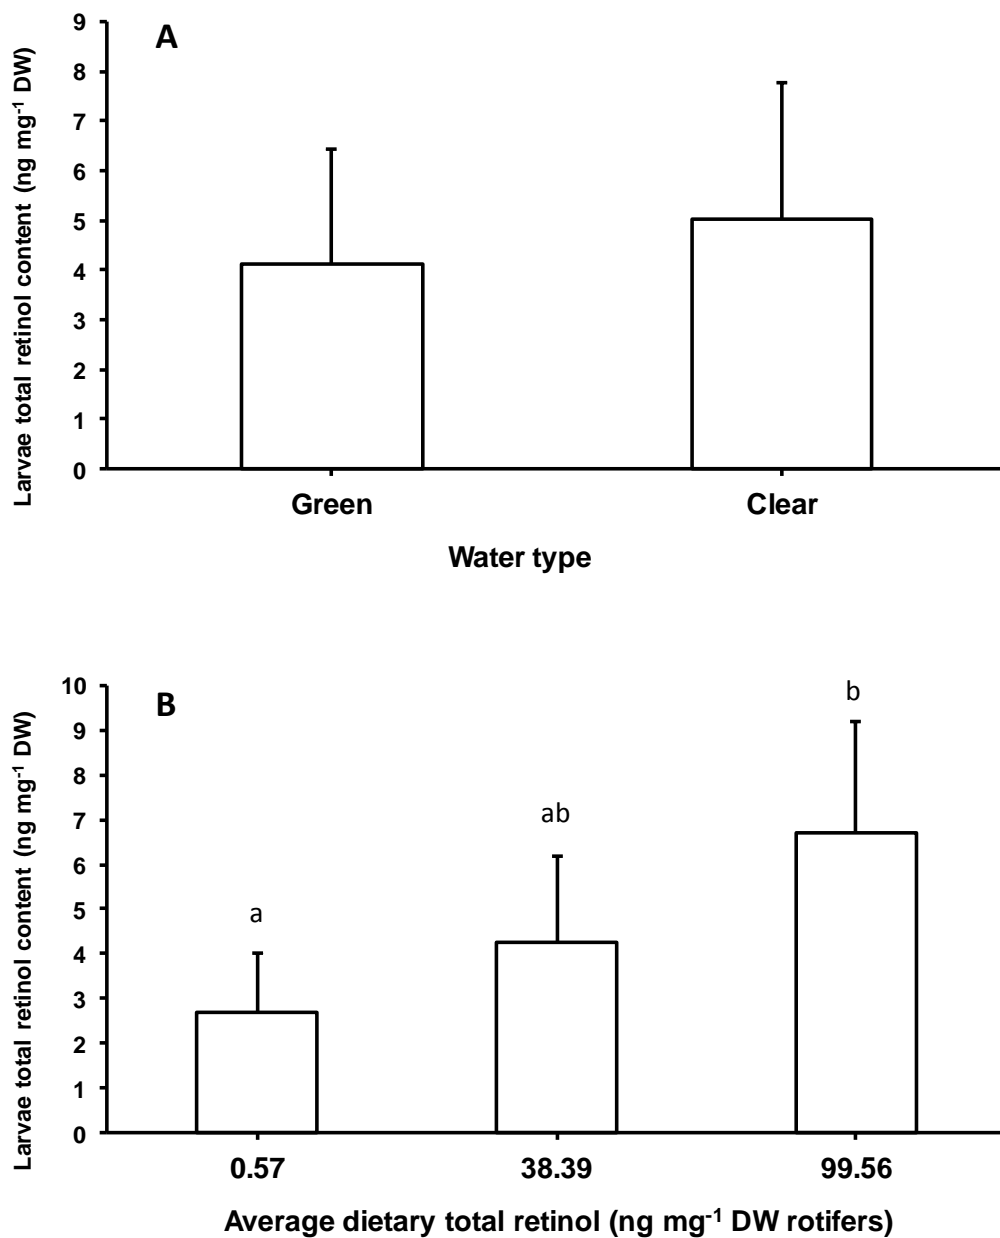 A
Larvae total retinol content (ng mg⁻¹ DW)
9
8
7
6
5
4
3
2
1
0
Green Clear
Water type
B
Larvae total retinol content (ng mg⁻¹ DW)
10
9
8
7
6
5
4
3
2
1
0
a
ab
b
0.57 38.39 99.56
Average dietary total retinol (ng mg⁻¹ DW rotifers)